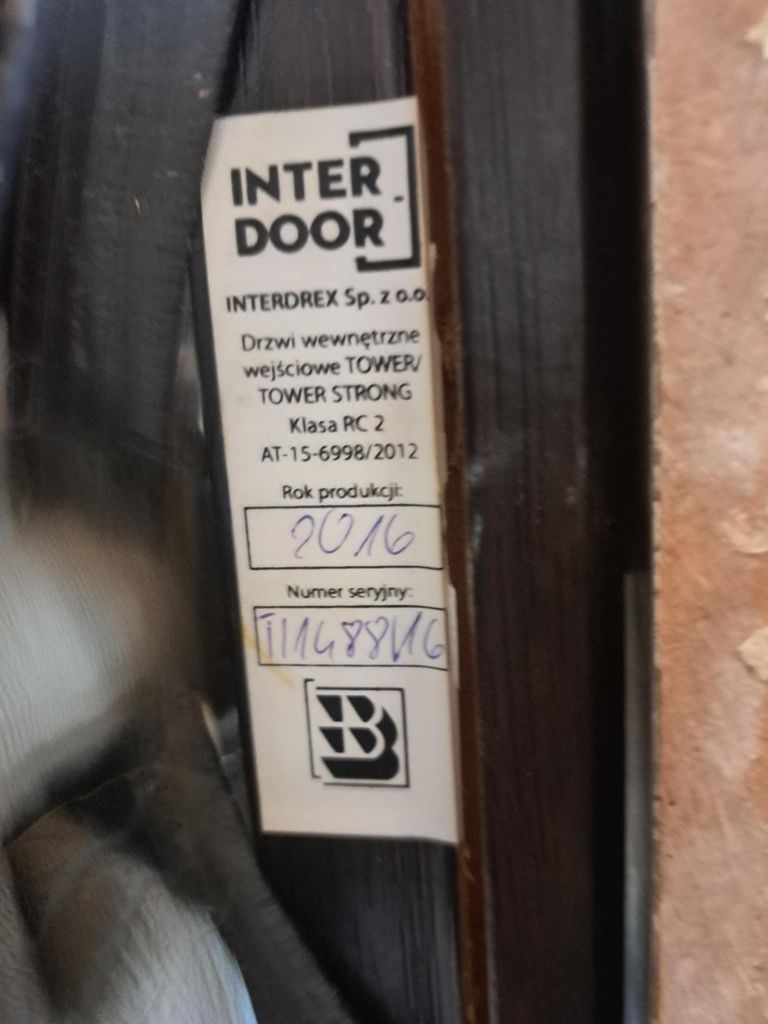 INTER
DOOR
INTERDREX Sp. z o.o.
Drzwi wewnętrzne
wejściowe TOWER/
TOWER STRONG
Klasa RC 2
AT-15-6998/2012
Rok produkcji:
2016
Numer seryjny:
B